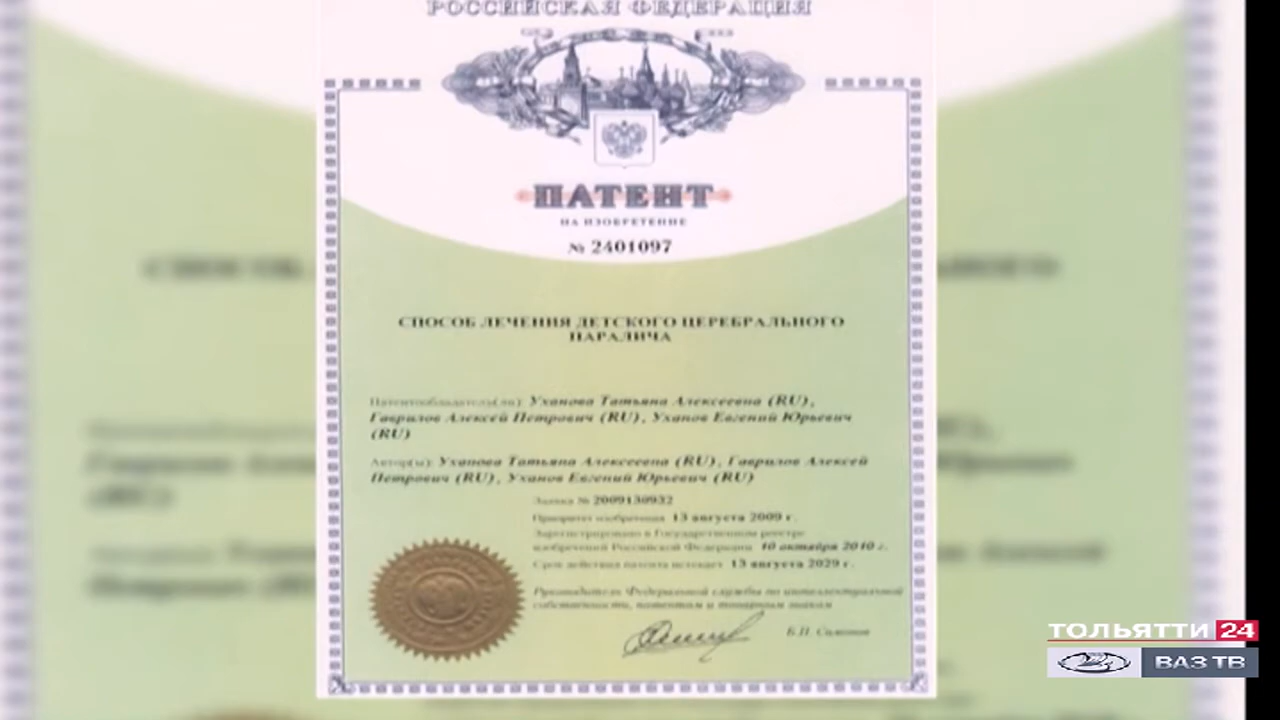 РОССИЙСКАЯ ФЕДЕРАЦИЯ
ПАТЕНТ
НА ИЗОБРЕТЕНИЕ
№ 2401097
СПОСОБ ЛЕЧЕНИЯ ДЕТСКОГО ЦЕРЕБРАЛЬНОГО
ПАРАЛИЧА
Патентообладатель(ли): Уханова Татьяна Алексеевна (RU),
Гаврилов Алексей Петрович (RU), Уханов Евгений Юрьевич
(RU)
Автор(ы): Уханова Татьяна Алексеевна (RU), Гаврилов Алексей
Петрович (RU), Уханов Евгений Юрьевич (RU)
Заявка № 2009130932
Приоритет изобретения 13 августа 2009 г.
Зарегистрировано в Государственном реестре
изобретений Российской Федерации 10 октября 2010 г.
Срок действия патента истекает 13 августа 2029 г.
Руководитель Федеральной службы по интеллектуальной
собственности, патентам и товарным знакам
Б.П. Симонов
ТОЛЬЯТТИ 24
ВАЗ ТВ